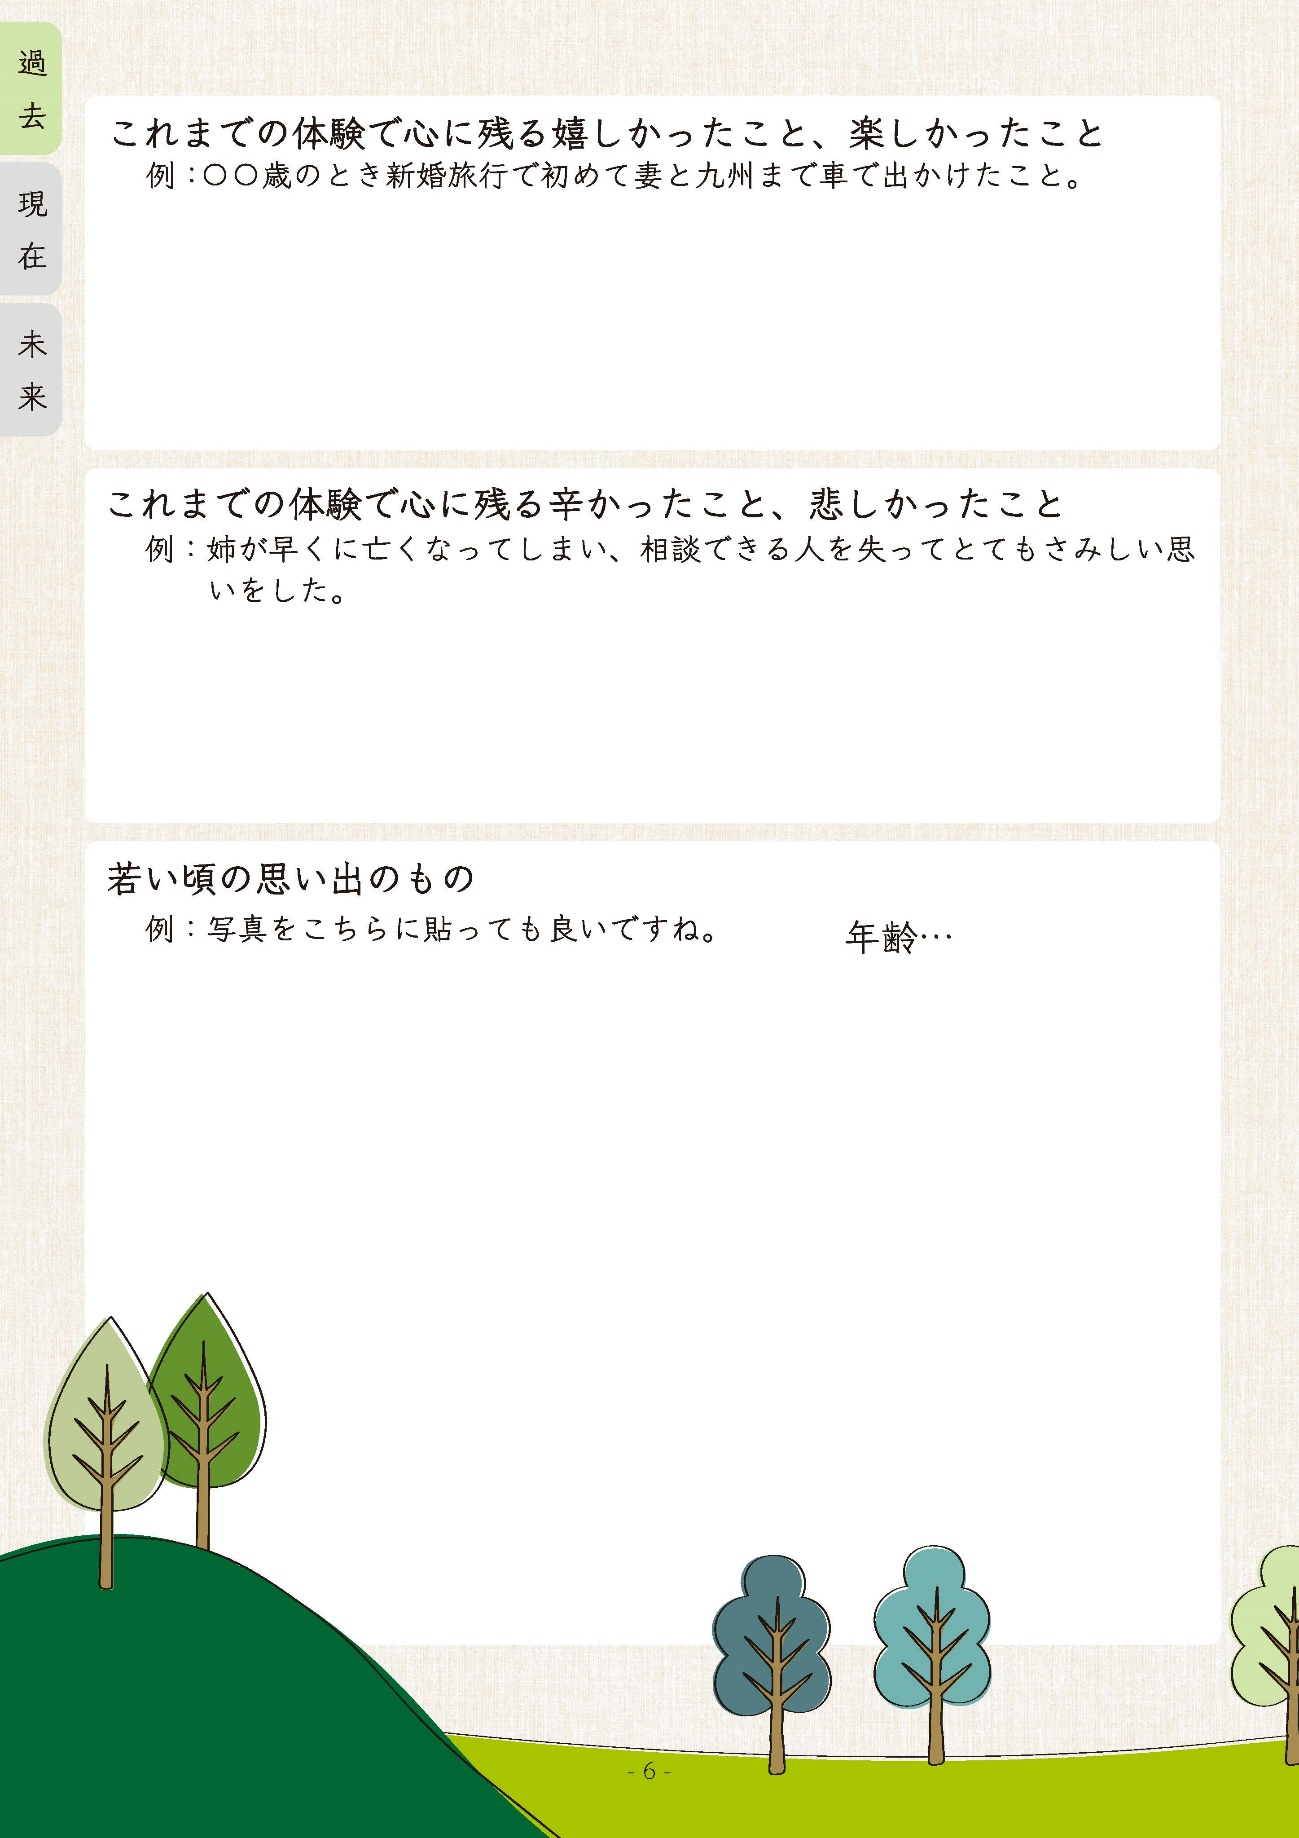 過去
現在
未来
これまでの体験で心に残る嬉しかったこと、楽しかったこと
例：〇〇歳のとき新婚旅行で初めて妻と九州まで車で出かけたこと。
これまでの体験で心に残る辛かったこと、悲しかったこと
例：姉が早くに亡くなってしまい、相談できる人を失ってとてもさみしい思
いをした。
若い頃の思い出のもの
例：写真をこちらに貼っても良いですね。
年齢…
- 6 -